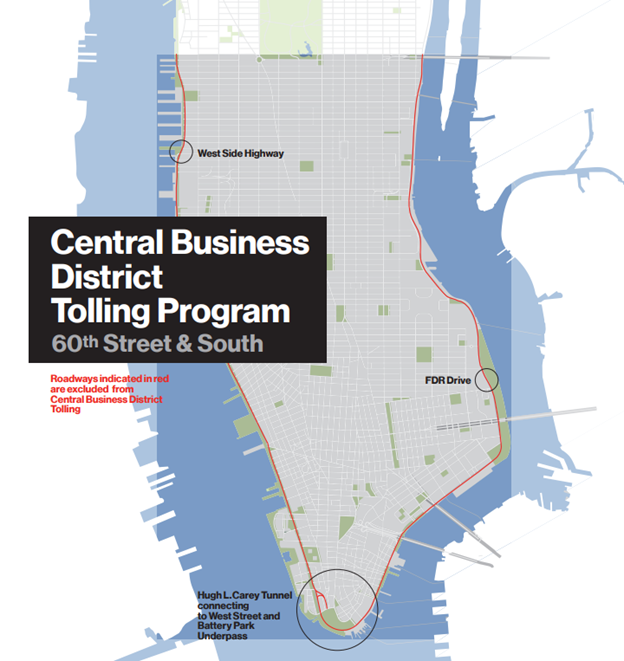 West Side Highway
Central Business
District
Tolling Program
60th Street & South
Roadways indicated in red
are excluded from
Central Business District
Tolling
FDR Drive
Hugh L. Carey Tunnel
connecting
to West Street and
Battery Park
Underpass